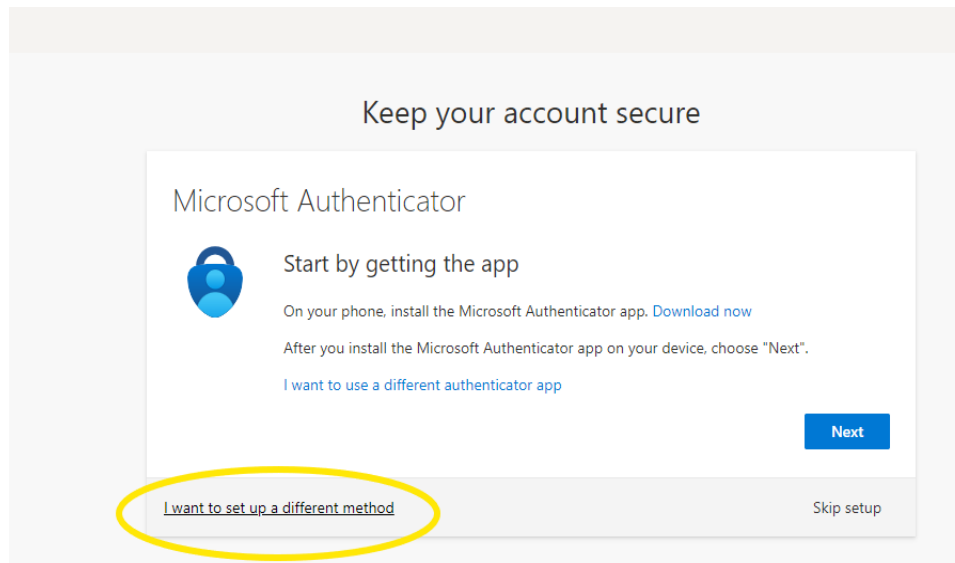 Keep your account secure
Microsoft Authenticator
Start by getting the app
On your phone, install the Microsoft Authenticator app. Download now
After you install the Microsoft Authenticator app on your device, choose "Next".
I want to use a different authenticator app
Next
I want to set up a different method
Skip setup